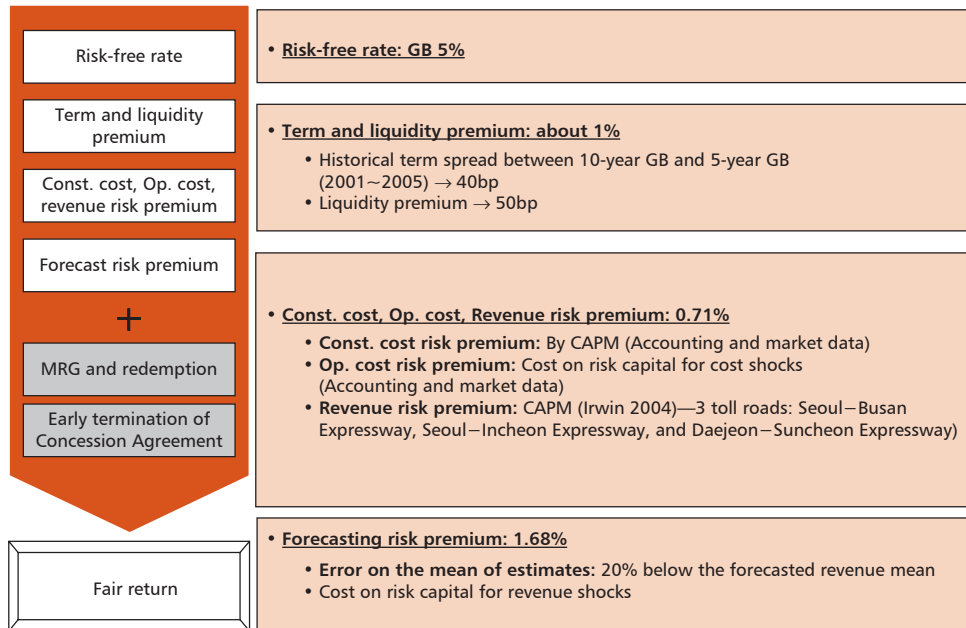 Risk-free rate
Term and liquidity
premium
Const. cost, Op. cost,
revenue risk premium
Forecast risk premium
+
MRG and redemption
Early termination of
Concession Agreement
Fair return
• Risk-free rate: GB 5%
• Term and liquidity premium: about 1%
• Historical term spread between 10-year GB and 5-year GB
(2001~2005) → 40bp
• Liquidity premium → 50bp
• Const. cost, Op. cost, Revenue risk premium: 0.71%
• Const. cost risk premium: By CAPM (Accounting and market data)
• Op. cost risk premium: Cost on risk capital for cost shocks
(Accounting and market data)
• Revenue risk premium: CAPM (Irwin 2004)—3 toll roads: Seoul–Busan
Expressway, Seoul–Incheon Expressway, and Daejeon–Suncheon Expressway)
• Forecasting risk premium: 1.68%
• Error on the mean of estimates: 20% below the forecasted revenue mean
• Cost on risk capital for revenue shocks